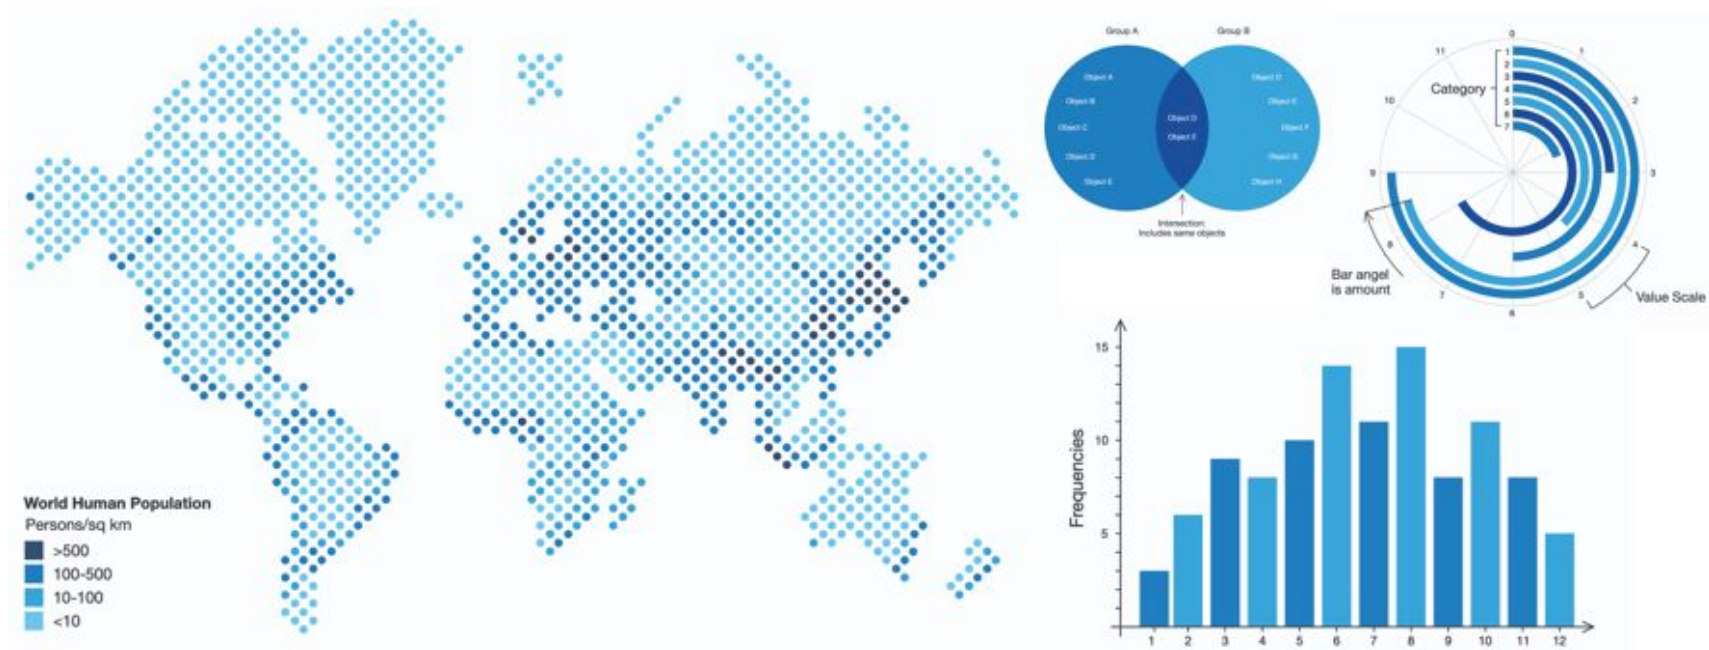 World Human Population
Persons/sq km
>500
100-500
10-100
<10
Group A
Group B
Object A
Object B
Object C
Object D
Object E
Object D
Object E
Object D
Object E
Object F
Object G
Object H
Intersection:
Includes same objects
0
1
2
3
4
5
6
7
8
9
10
11
Category
1
2
3
4
5
6
7
Bar angel
is amount
Value Scale
Frequencies
15
10
5
1 2 3 4 5 6 7 8 9 10 11 12